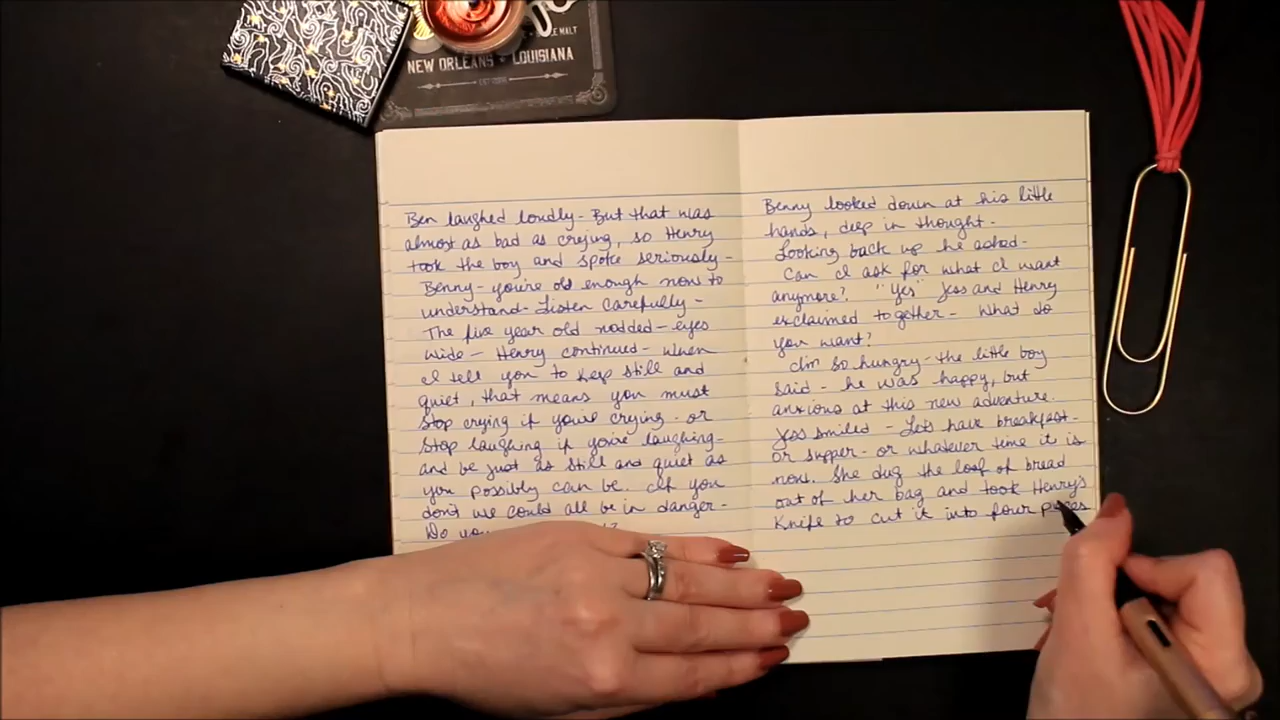 LE MALT
NEW ORLEANS LOUISIANA
Ben laughed loudly - But that was
almost as bad as crying, so Henry
took the boy and spoke seriously -
Benny - you're old enough now to
understand - Listen carefully -
The five year old nodded - eyes
wide - Henry continued - When
I tell you to keep still and
quiet, that means you must
stop crying if you're crying - or
stop laughing if you're laughing -
and be just as still and quiet as
you possibly can be. If you
don't we could all be in danger -
Do
Benny looked down at his little
hands, deep in thought -
Looking back up he asked -
Can I ask for what I want
anymore? "Yes" Jess and Henry
exclaimed together - What do
you want?
I'm so hungry - the little boy
said - he was happy, but
anxious at this new adventure.
Jess smiled - Let's have breakfast -
or supper - or whatever time it is
now. She dug the loaf of bread
out of her bag and took Henry's
Knife to cut it into four pieces